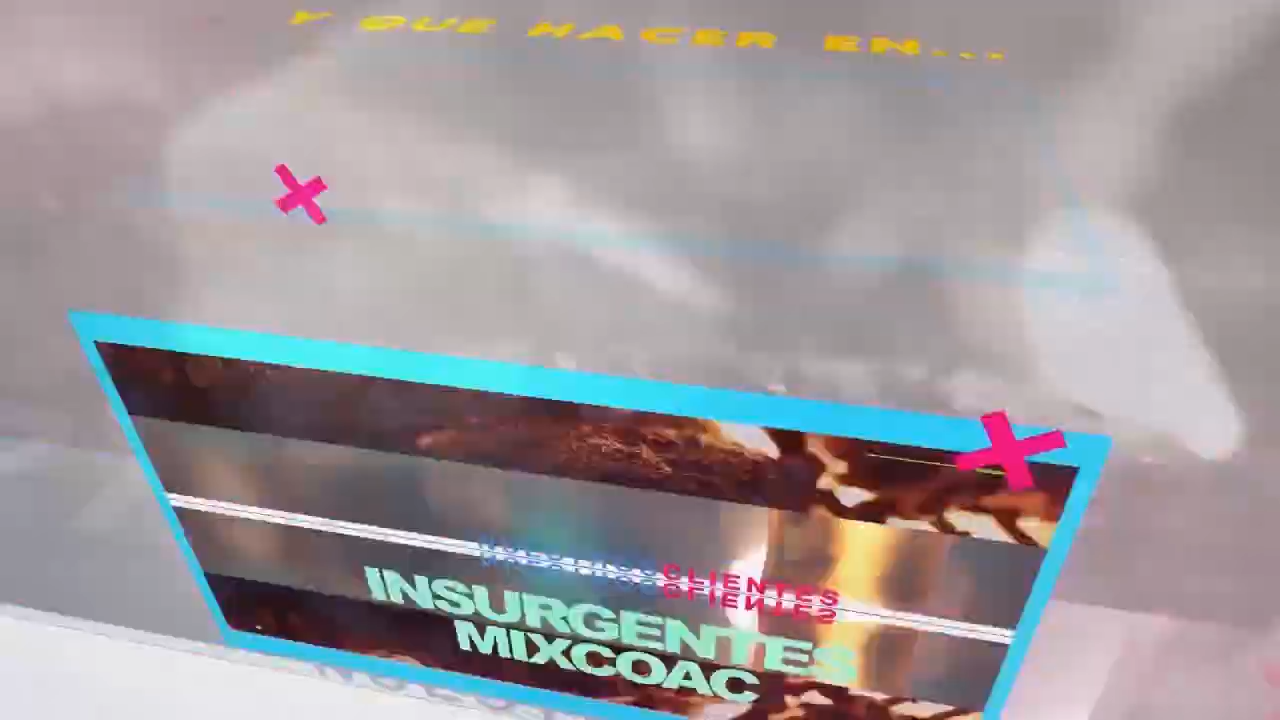 Y QUE HACER EN...
CLIENTES
INSURGENTES
MIXCOAC